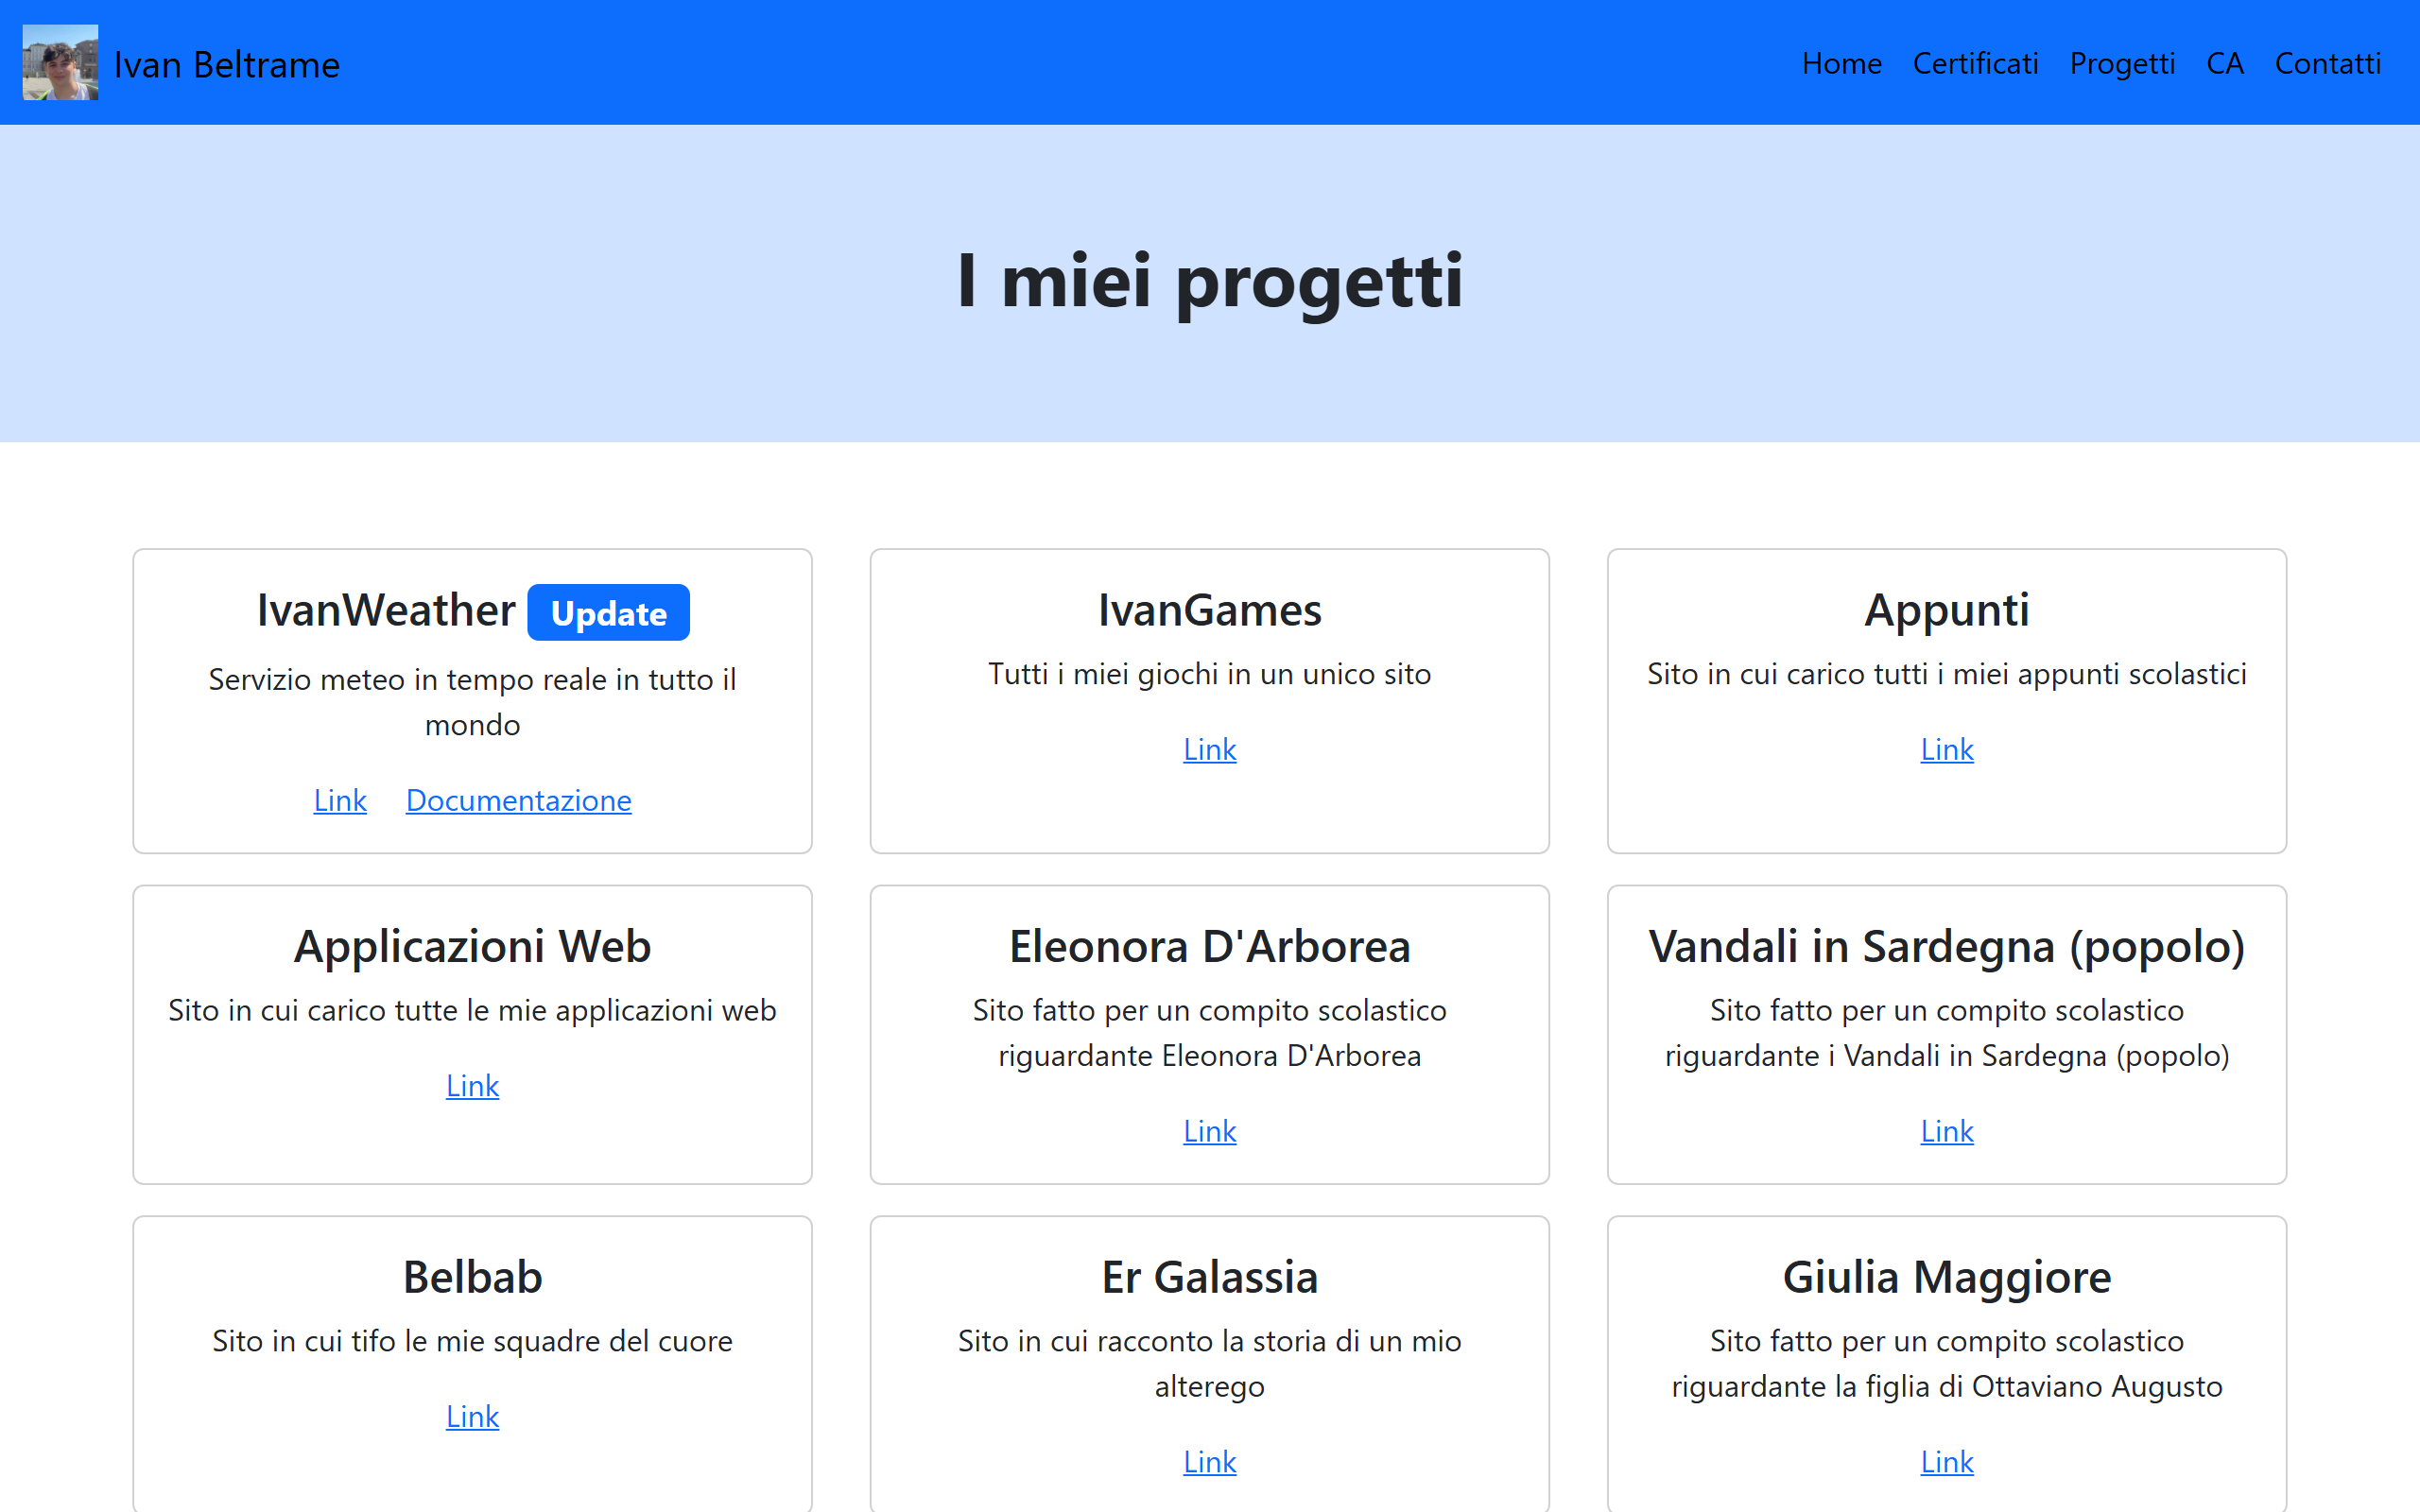 Ivan Beltrame
Home Certificati Progetti CA Contatti
I miei progetti
IvanWeather Update
Servizio meteo in tempo reale in tutto il
mondo
Link Documentazione
IvanGames
Tutti i miei giochi in un unico sito
Link
Appunti
Sito in cui carico tutti i miei appunti scolastici
Link
Applicazioni Web
Sito in cui carico tutte le mie applicazioni web
Link
Eleonora D'Arborea
Sito fatto per un compito scolastico
riguardante Eleonora D'Arborea
Link
Vandali in Sardegna (popolo)
Sito fatto per un compito scolastico
riguardante i Vandali in Sardegna (popolo)
Link
Belbab
Sito in cui tifo le mie squadre del cuore
Link
Er Galassia
Sito in cui racconto la storia di un mio
alterego
Link
Giulia Maggiore
Sito fatto per un compito scolastico
riguardante la figlia di Ottaviano Augusto
Link